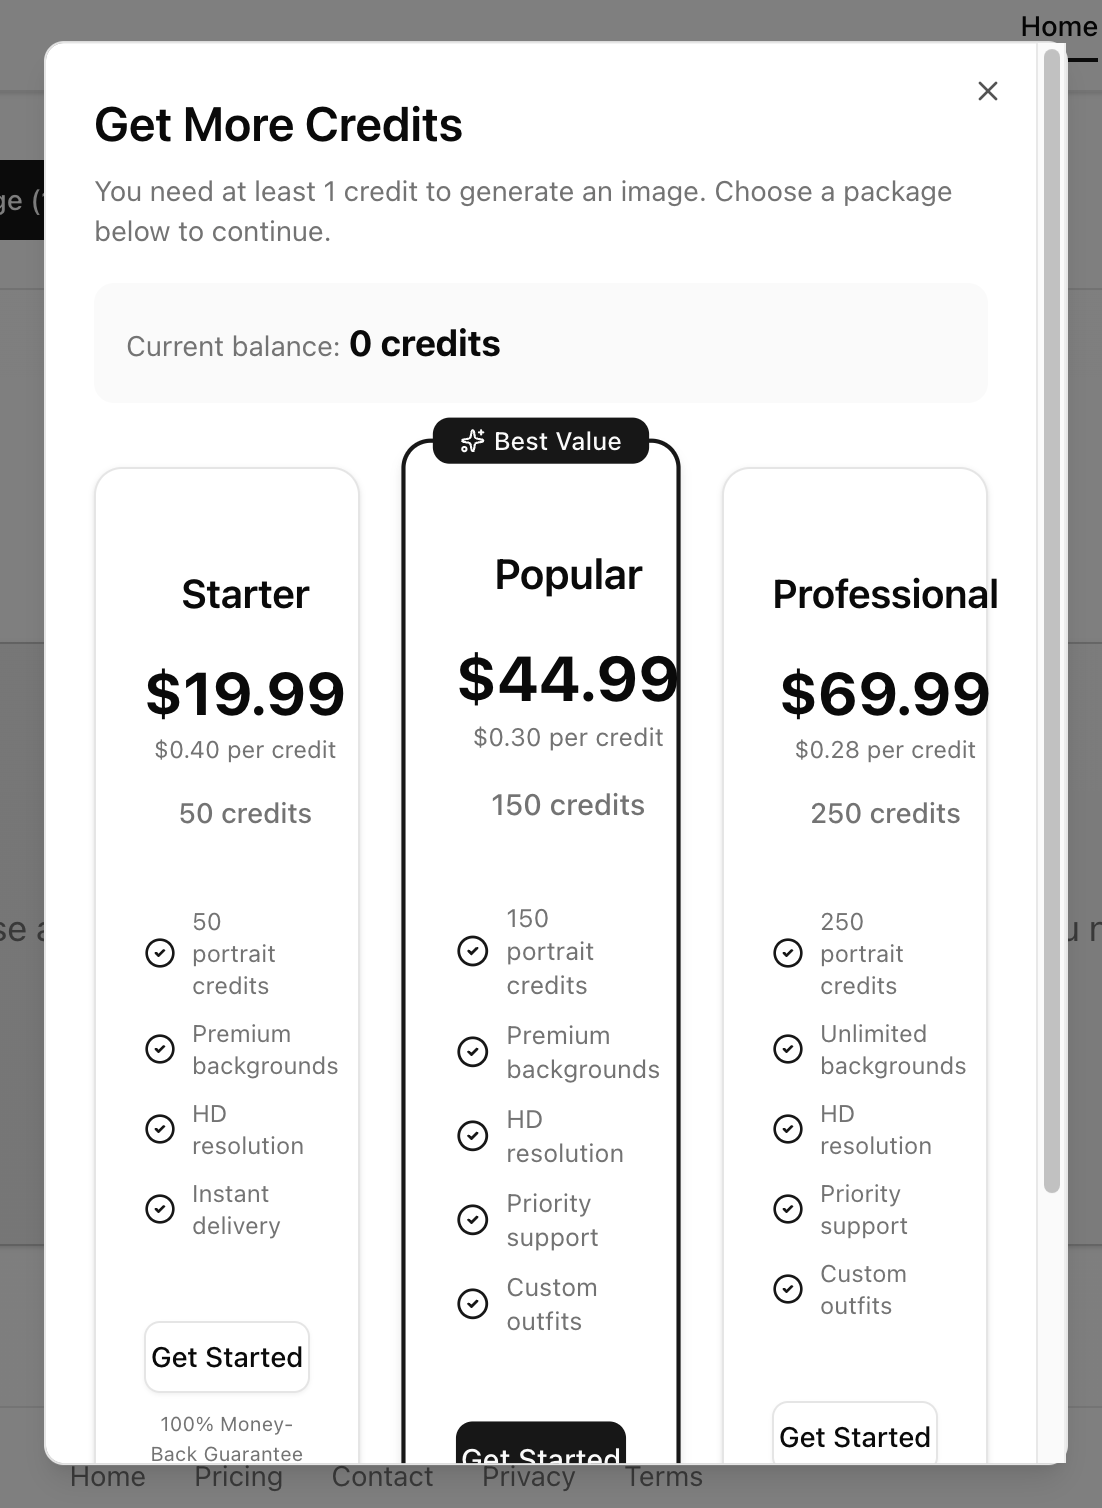 Home
Get More Credits
You need at least 1 credit to generate an image. Choose a package
below to continue.
Current balance: 0 credits
Best Value
Starter
$19.99
$0.40 per credit
50 credits
50
portrait
credits
Premium
backgrounds
HD
resolution
Instant
delivery
Get Started
100% Money-
Back Guarantee
Popular
$44.99
$0.30 per credit
150 credits
150
portrait
credits
Premium
backgrounds
HD
resolution
Priority
support
Custom
outfits
Get Started
Professional
$69.99
$0.28 per credit
250 credits
250
portrait
credits
Unlimited
backgrounds
HD
resolution
Priority
support
Custom
outfits
Get Started
Home Pricing Contact Privacy Terms